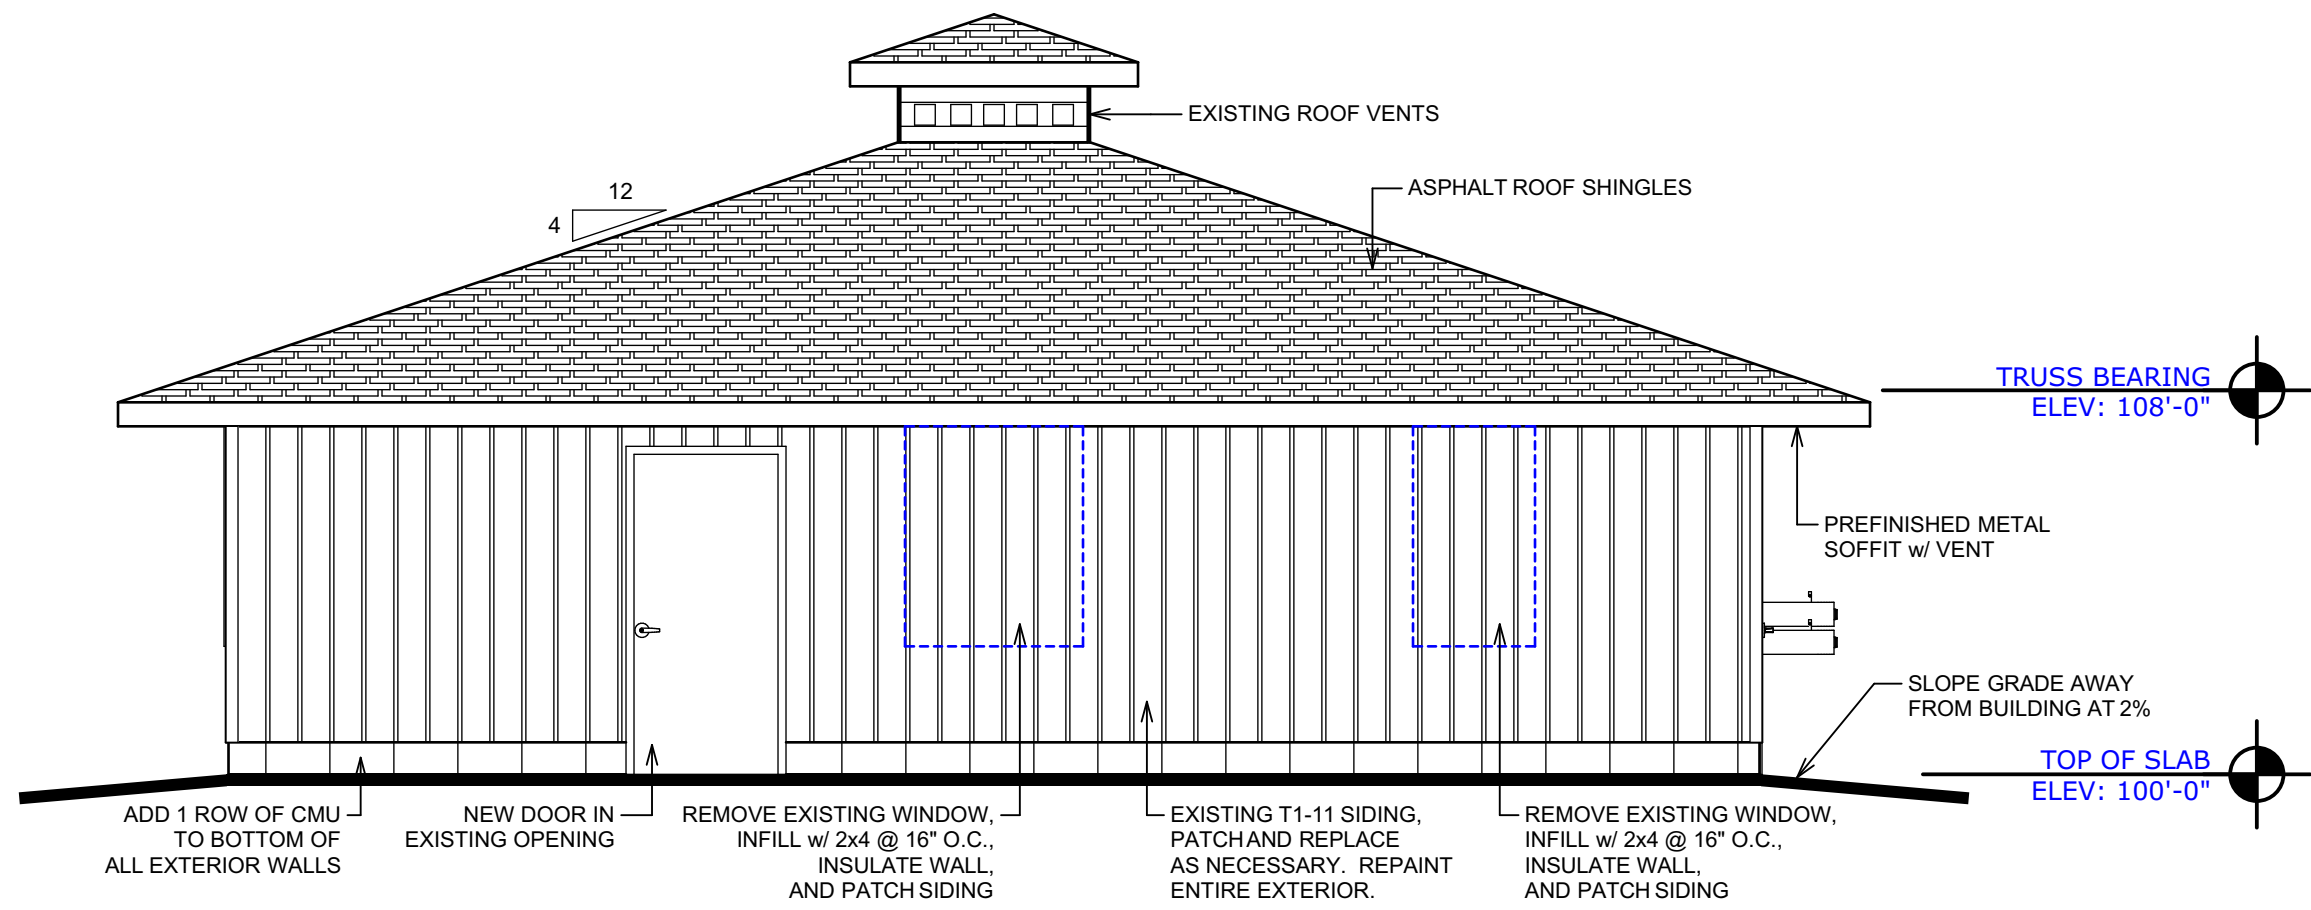 EXISTING ROOF VENTS
ASPHALT ROOF SHINGLES
12
4
TRUSS BEARING
ELEV: 108'-0"
PREFINISHED METAL
SOFFIT w/ VENT
SLOPE GRADE AWAY
FROM BUILDING AT 2%
TOP OF SLAB
ELEV: 100'-0"
ADD 1 ROW OF CMU
TO BOTTOM OF
ALL EXTERIOR WALLS
NEW DOOR IN
EXISTING OPENING
REMOVE EXISTING WINDOW,
INFILL w/ 2x4 @ 16" O.C.,
INSULATE WALL,
AND PATCH SIDING
EXISTING T1-11 SIDING,
PATCH AND REPLACE
AS NECESSARY. REPAINT
ENTIRE EXTERIOR.
REMOVE EXISTING WINDOW,
INFILL w/ 2x4 @ 16" O.C.,
INSULATE WALL,
AND PATCH SIDING